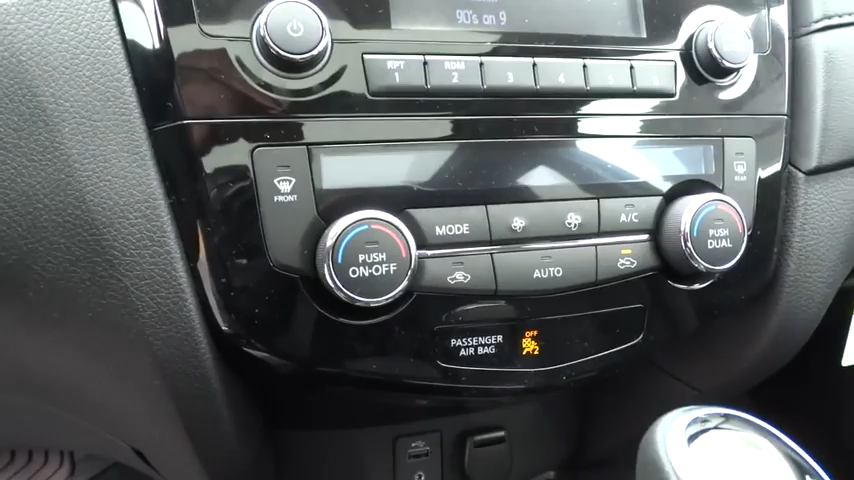 90's on 9
RPT
RDM
1
2
3
4
5
6
FRONT
REAR
MODE
A/C
PUSH
ON·OFF
PUSH
DUAL
AUTO
PASSENGER
AIR BAG
OFF
2